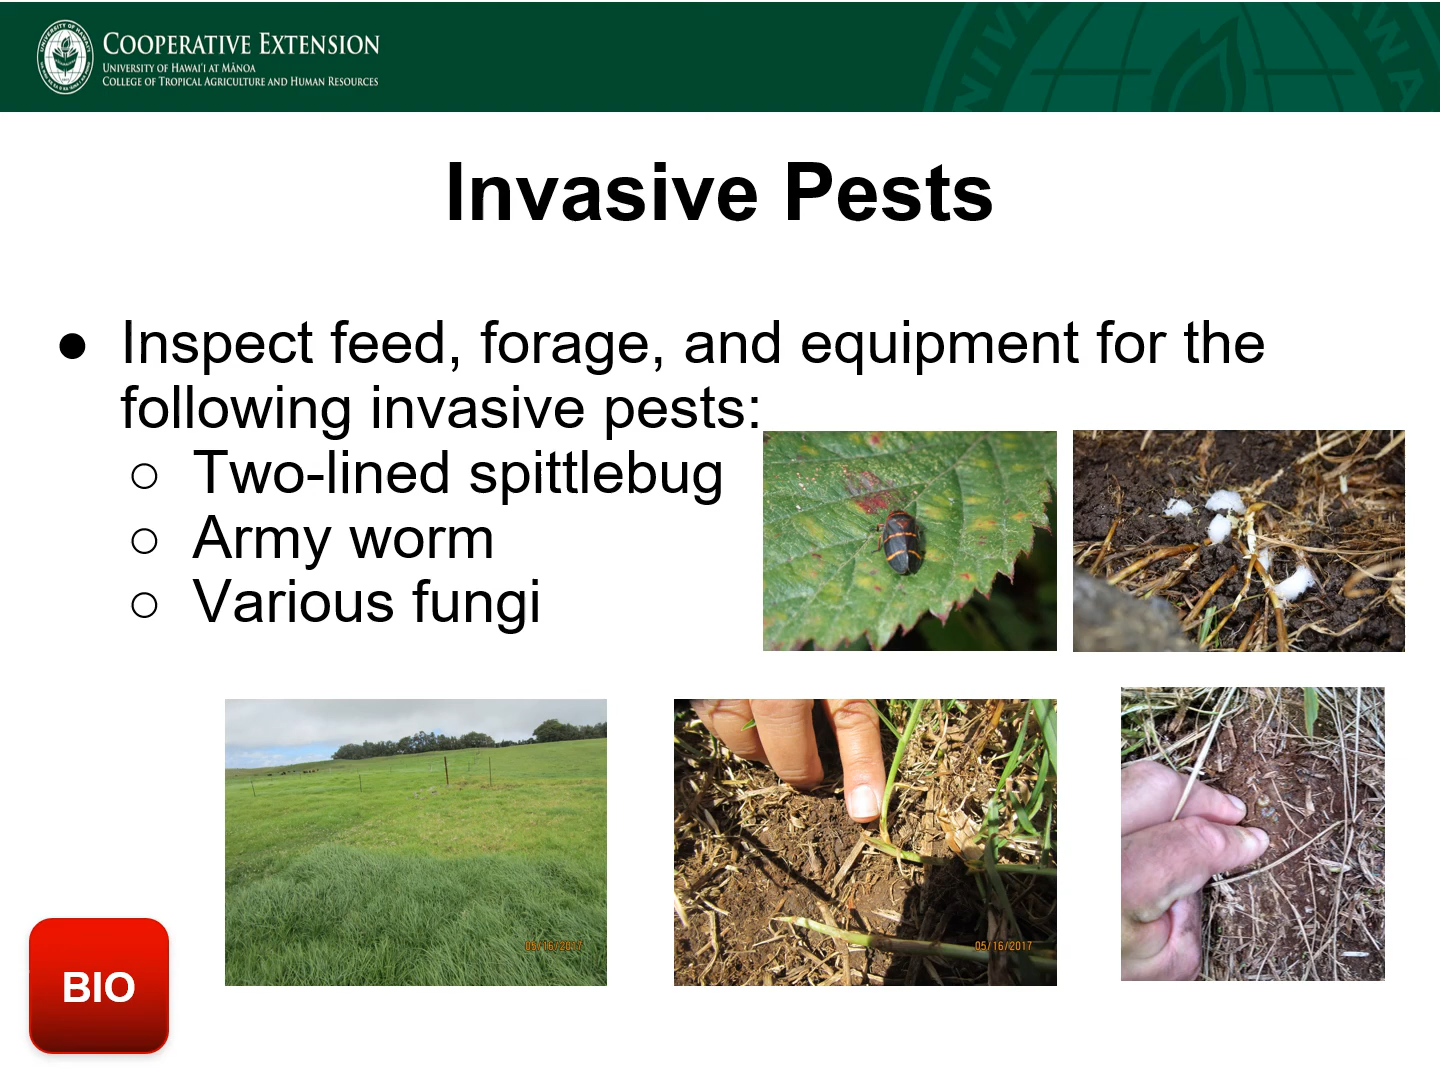 COOPERATIVE EXTENSION
UNIVERSITY OF HAWAI‘I AT MĀNOA
COLLEGE OF TROPICAL AGRICULTURE AND HUMAN RESOURCES
Invasive Pests
● Inspect feed, forage, and equipment for the
following invasive pests:
○ Two-lined spittlebug
○ Army worm
○ Various fungi
05/16/2017
05/16/2017
BIO